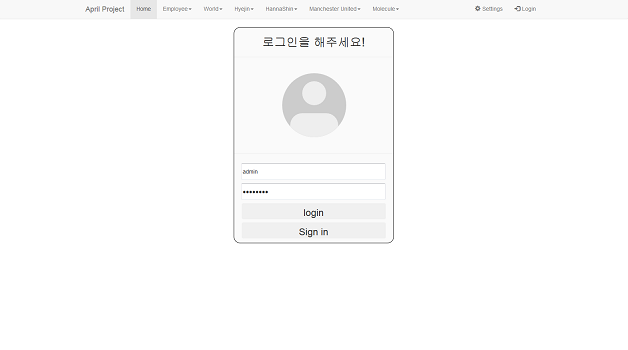 April Project Home Employee World Hyejin HannaShin Manchester United Molecule Settings Login
로그인을 해주세요!
admin
••••••••
login
Sign in